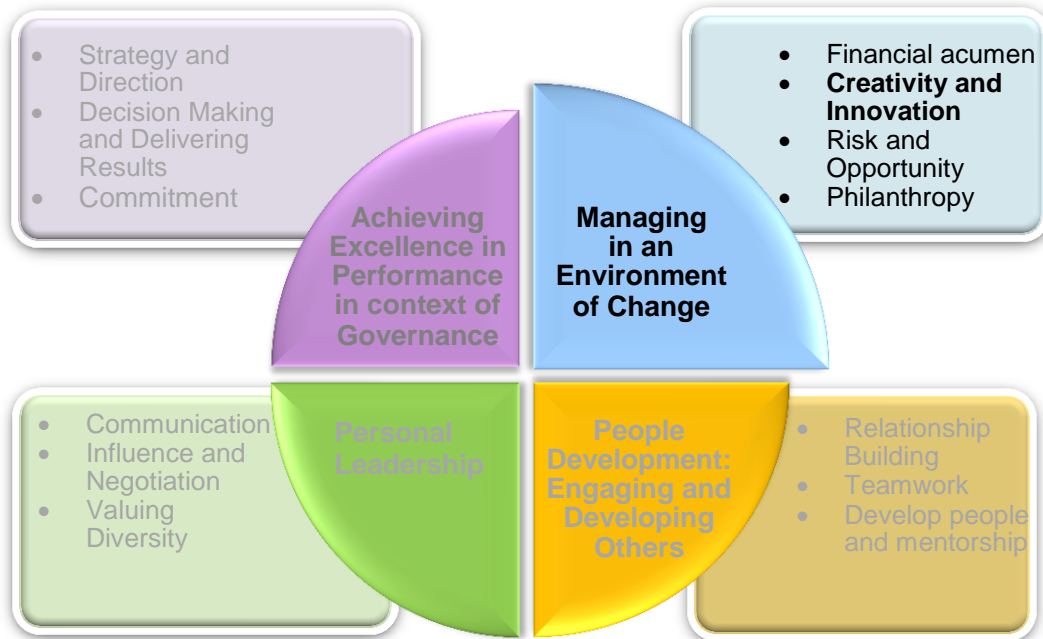 • Strategy and
Direction
• Decision Making
and Delivering
Results
• Commitment
• Financial acumen
• Creativity and
Innovation
• Risk and
Opportunity
• Philanthropy
Achieving
Excellence in
Performance
in context of
Governance
Managing
in an
Environment
of Change
• Communication
• Influence and
Negotiation
• Valuing
Diversity
Personal
Leadership
People
Development:
Engaging and
Developing
Others
• Relationship
Building
• Teamwork
• Develop people
and mentorship